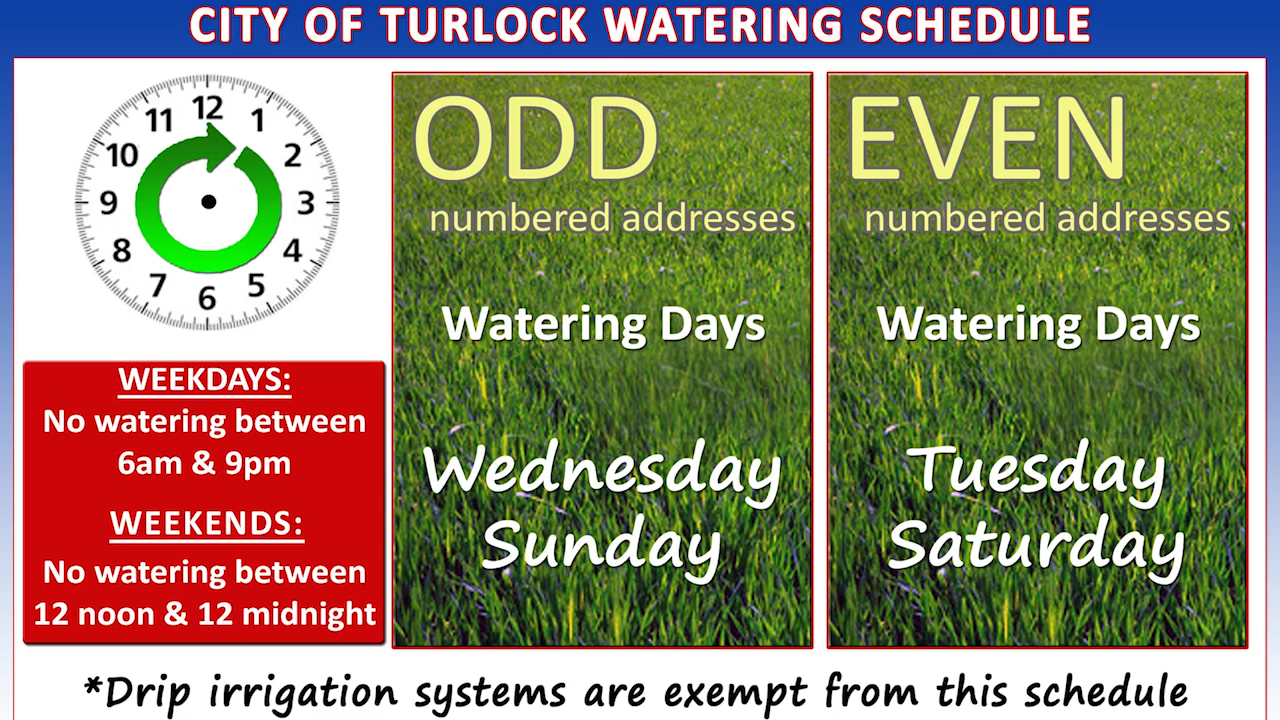 CITY OF TURLOCK WATERING SCHEDULE
12
1
2
3
4
5
6
7
8
9
10
11
WEEKDAYS:
No watering between
6am & 9pm
WEEKENDS:
No watering between
12 noon & 12 midnight
ODD
numbered addresses
Watering Days
Wednesday
Sunday
EVEN
numbered addresses
Watering Days
Tuesday
Saturday
*Drip irrigation systems are exempt from this schedule